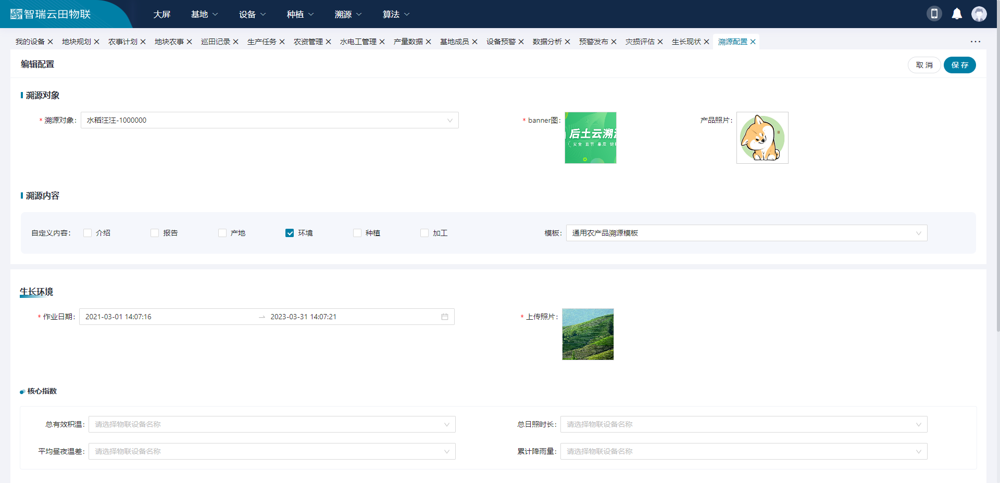 智瑞云田物联
大屏 基地 设备 种植 溯源 算法
我的设备 地块规划 农事计划 地块农事 巡田记录 生产任务 农资管理 水电工管理 产量数据 基地成员 设备预警 数据分析 预警发布 灾损评估 生长现状 溯源配置
编辑配置
取 消 保 存
溯源对象
* 溯源对象: 水稻汪汪-1000000 * banner图: 产品照片:
后土云溯
安全 监管 品质
溯源内容
自定义内容: 介绍 报告 产地 环境 种植 加工 模板: 通用农产品溯源模板
生长环境
* 作业日期: 2021-03-01 14:07:16 → 2023-03-31 14:07:21 * 上传照片:
核心指数
总有效积温: 请选择物联设备名称 总日照时长: 请选择物联设备名称
平均昼夜温差: 请选择物联设备名称 累计降雨量: 请选择物联设备名称